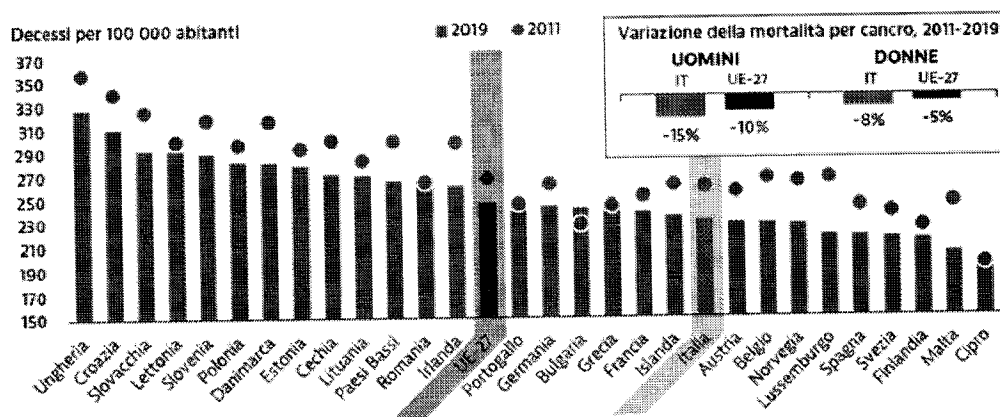 Decessi per 100 000 abitanti
2019
2011
Variazione della mortalità per cancro, 2011-2019
UOMINI
DONNE
IT
UE-27
IT
UE-27
-15%
-10%
-8%
-5%
370
350
330
310
290
270
250
230
210
190
170
150
Ungheria
Croazia
Slovacchia
Lettonia
Slovenia
Polonia
Danimarca
Estonia
Cechia
Lituania
Paesi Bassi
Romania
Irlanda
UE-27
Portogallo
Germania
Bulgaria
Grecia
Francia
Islanda
Italia
Austria
Belgio
Norvegia
Lussemburgo
Spagna
Svezia
Finlandia
Malta
Cipro